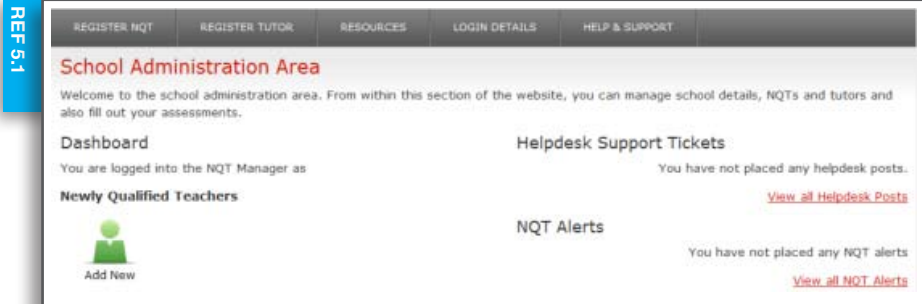 REF 5.1
REGISTER NQT REGISTER TUTOR RESOURCES LOGIN DETAILS HELP & SUPPORT
School Administration Area
Welcome to the school administration area. From within this section of the website, you can manage school details, NQTs and tutors and
also fill out your assessments.
Dashboard
You are logged into the NQT Manager as
Newly Qualified Teachers
Add New
Helpdesk Support Tickets
You have not placed any helpdesk posts.
View all Helpdesk Posts
NQT Alerts
You have not placed any NQT alerts
View all NQT Alerts